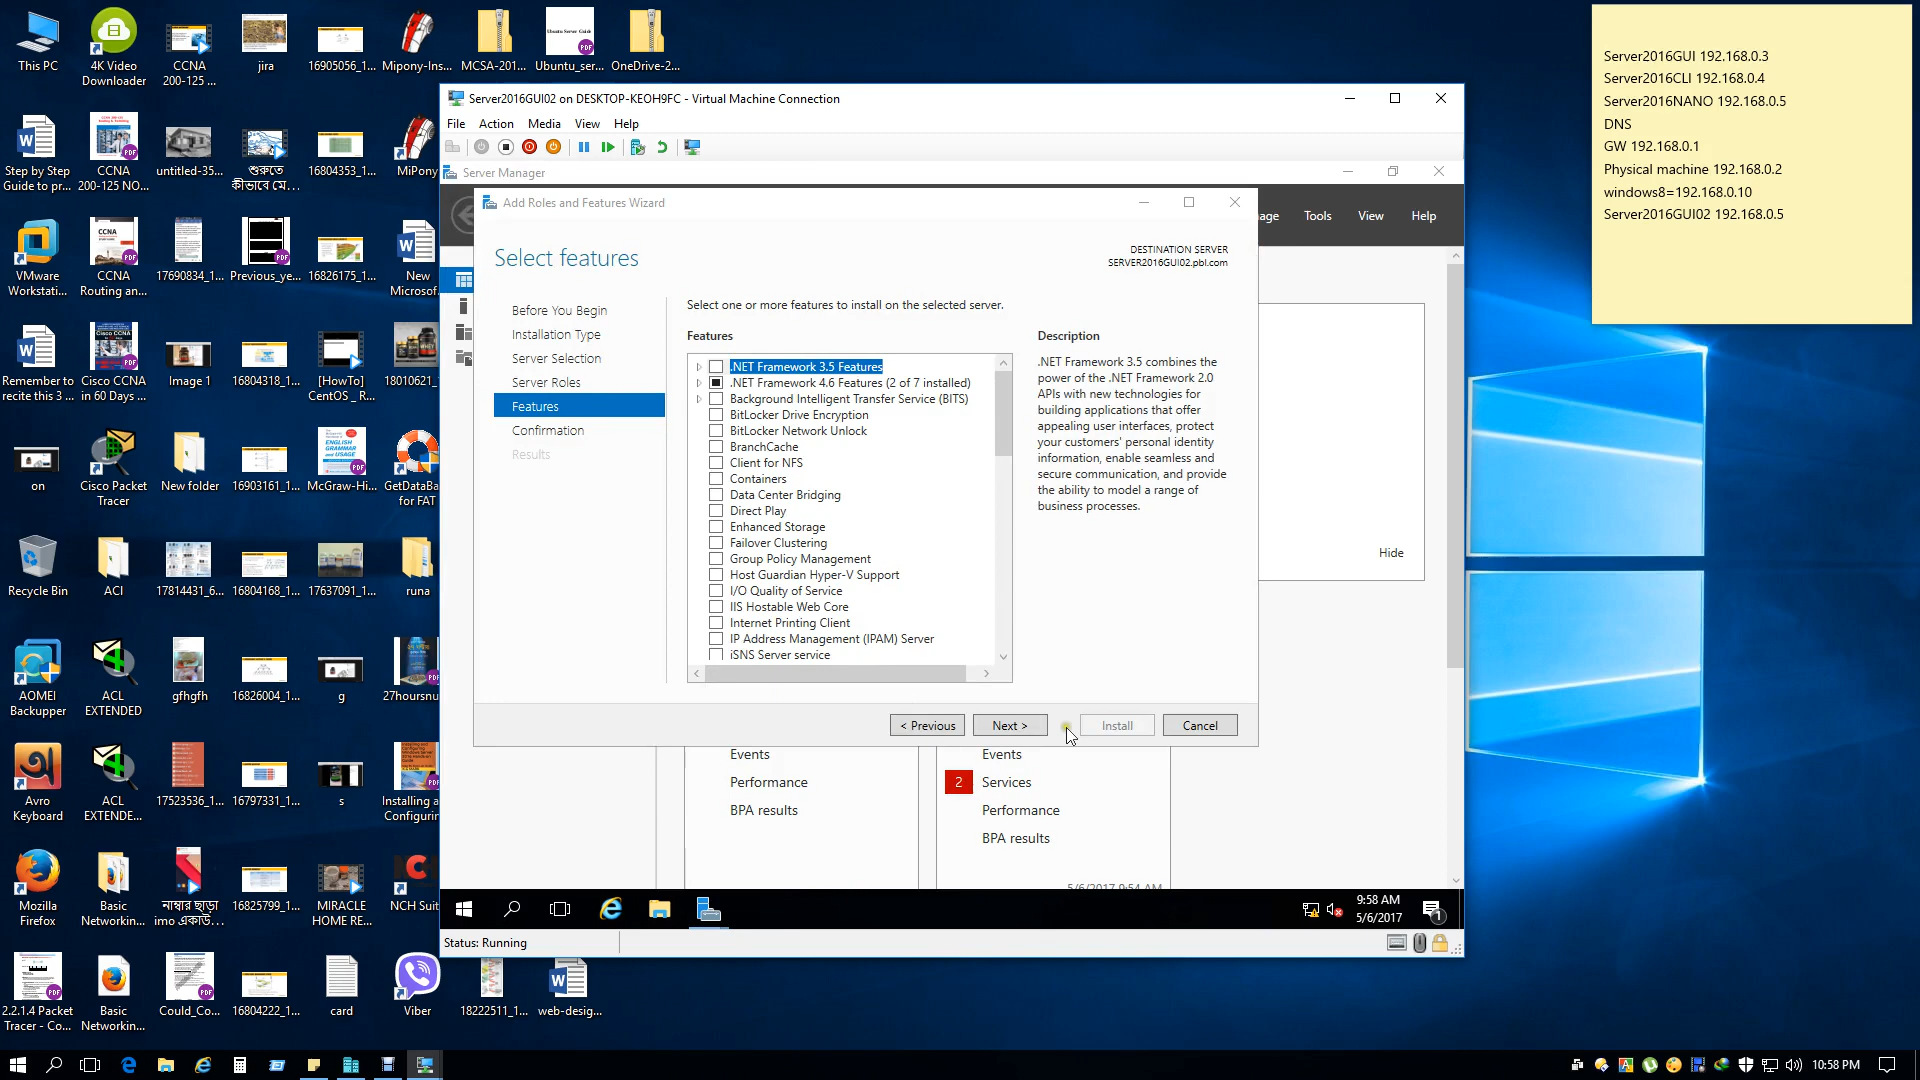 This PC
4K Video
Downloader
CCNA
200-125 ...
jira
16905056_1...
Mipony-Ins...
MCSA-201...
Ubuntu Server Guide
Ubuntu_ser...
OneDrive-2...
Step by Step
Guide to pr...
CCNA
200-125 NO...
untitled-35...
শুরুতে
কীভাবে মে...
16804353_1...
MiPony
VMware
Workstati...
CCNA
Routing an...
17690834_1...
Previous_ye...
16826175_1...
New
Microsof
Remember to
recite this 3 ...
Cisco CCNA
in 60 Days ...
Image 1
16804318_1...
[HowTo]
CentOS _ R...
18010621_
on
Cisco Packet
Tracer
New folder
16903161_1...
McGraw-Hi...
GetDataBa
for FAT
Recycle Bin
ACI
17814431_6...
16804168_1...
17637091_1...
runa
AOMEI
Backupper
ACL
EXTENDED
gfhgfh
16826004_1...
g
27hoursnu
Avro
Keyboard
ACL
EXTENDE...
17523536_1...
16797331_1...
s
Installing a
Configurin
Mozilla
Firefox
Basic
Networkin...
নাম্বার ছাড়া
imo একাউ...
16825799_1...
MIRACLE
HOME RE...
NCH Suit
2.2.1.4 Packet
Tracer - Co...
Basic
Networkin...
Could_Co...
16804222_1...
card
Viber
18222511_1...
web-desig...
Server2016GUI 192.168.0.3
Server2016CLI 192.168.0.4
Server2016NANO 192.168.0.5
DNS
GW 192.168.0.1
Physical machine 192.168.0.2
windows8=192.168.0.10
Server2016GUI02 192.168.0.5
Server2016GUI02 on DESKTOP-KEOH9FC - Virtual Machine Connection
File Action Media View Help
Server Manager
age Tools View Help
Add Roles and Features Wizard
Select features
DESTINATION SERVER
SERVER2016GUI02.pbl.com
Before You Begin
Installation Type
Server Selection
Server Roles
Features
Confirmation
Results
Select one or more features to install on the selected server.
Features
.NET Framework 3.5 Features
.NET Framework 4.6 Features (2 of 7 installed)
Background Intelligent Transfer Service (BITS)
BitLocker Drive Encryption
BitLocker Network Unlock
BranchCache
Client for NFS
Containers
Data Center Bridging
Direct Play
Enhanced Storage
Failover Clustering
Group Policy Management
Host Guardian Hyper-V Support
I/O Quality of Service
IIS Hostable Web Core
Internet Printing Client
IP Address Management (IPAM) Server
iSNS Server service
Description
.NET Framework 3.5 combines the
power of the .NET Framework 2.0
APIs with new technologies for
building applications that offer
appealing user interfaces, protect
your customers' personal identity
information, enable seamless and
secure communication, and provide
the ability to model a range of
business processes.
Hide
< Previous
Next >
Install
Cancel
Events
Performance
BPA results
Events
2 Services
Performance
BPA results
5/6/2017 9:54 AM
9:58 AM
5/6/2017
1
Status: Running
10:58 PM